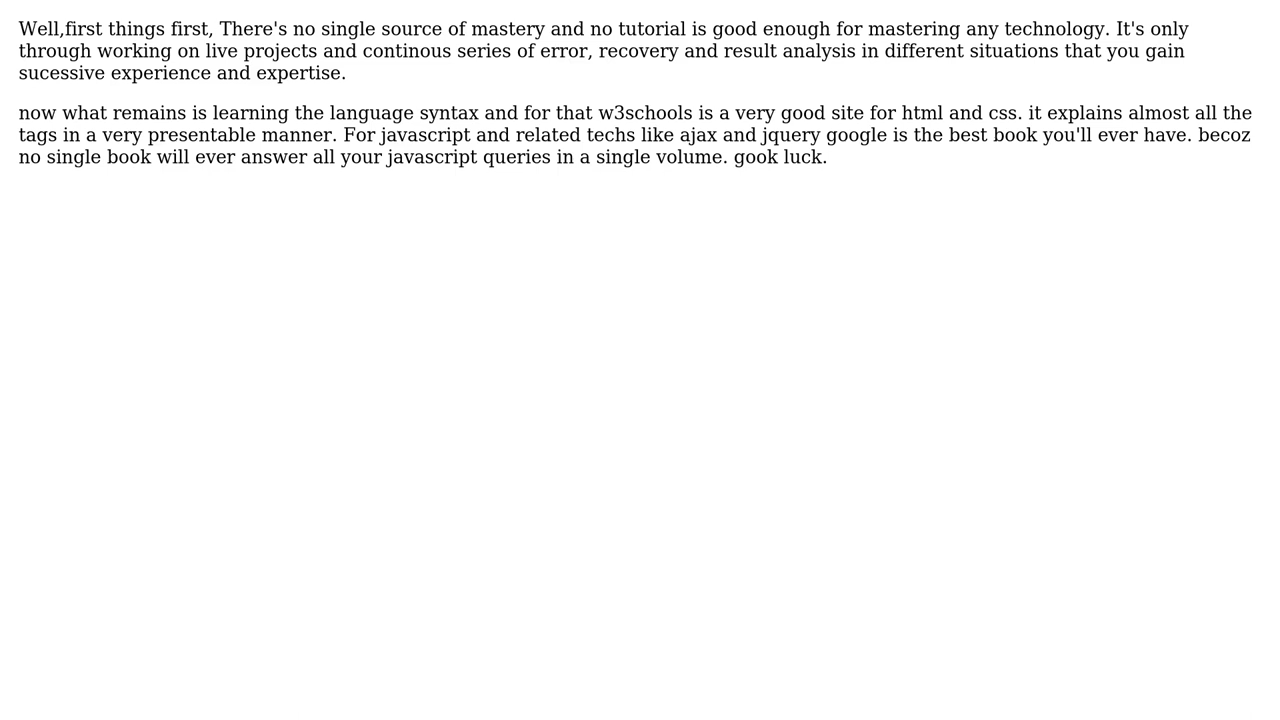 Well,first things first, There's no single source of mastery and no tutorial is good enough for mastering any technology. It's only
through working on live projects and continous series of error, recovery and result analysis in different situations that you gain
sucessive experience and expertise.
now what remains is learning the language syntax and for that w3schools is a very good site for html and css. it explains almost all the
tags in a very presentable manner. For javascript and related techs like ajax and jquery google is the best book you'll ever have. becoz
no single book will ever answer all your javascript queries in a single volume. gook luck.